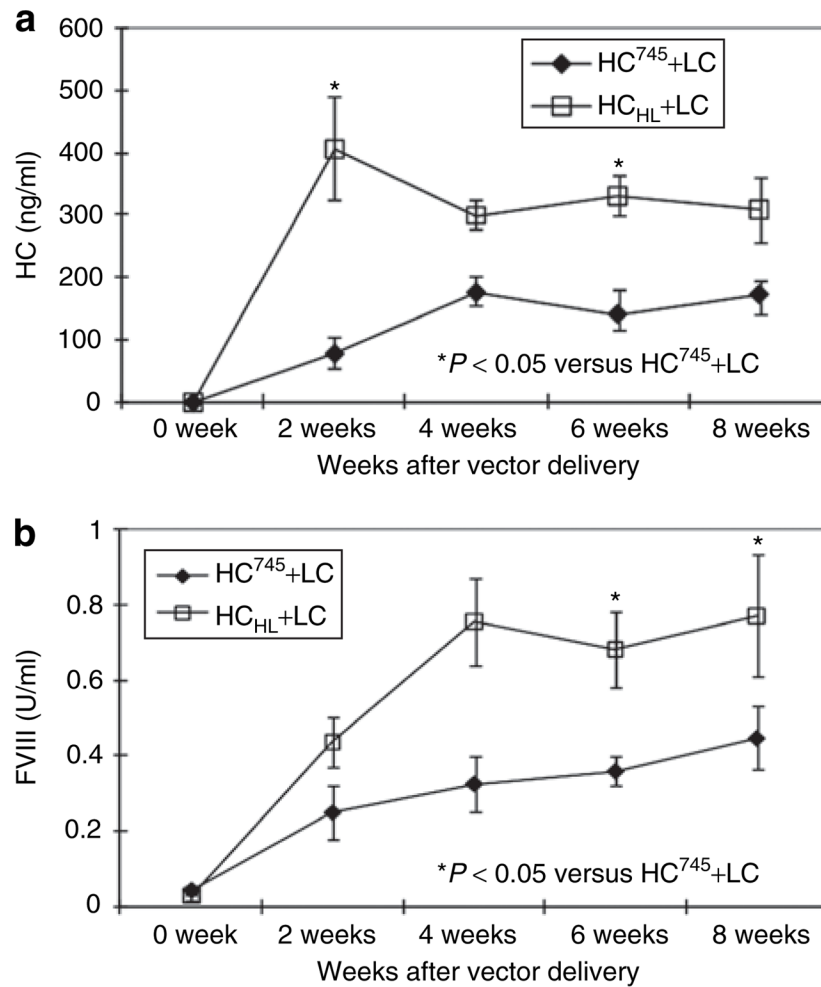 a
600
500
400
300
200
100
0
HC (ng/ml)
HC⁷⁴⁵+LC
HC_HL+LC
*
*
*P < 0.05 versus HC⁷⁴⁵+LC
0 week 2 weeks 4 weeks 6 weeks 8 weeks
Weeks after vector delivery
b
1
0.8
0.6
0.4
0.2
0
FVIII (U/ml)
HC⁷⁴⁵+LC
HC_HL+LC
*
*
*P < 0.05 versus HC⁷⁴⁵+LC
0 week 2 weeks 4 weeks 6 weeks 8 weeks
Weeks after vector delivery